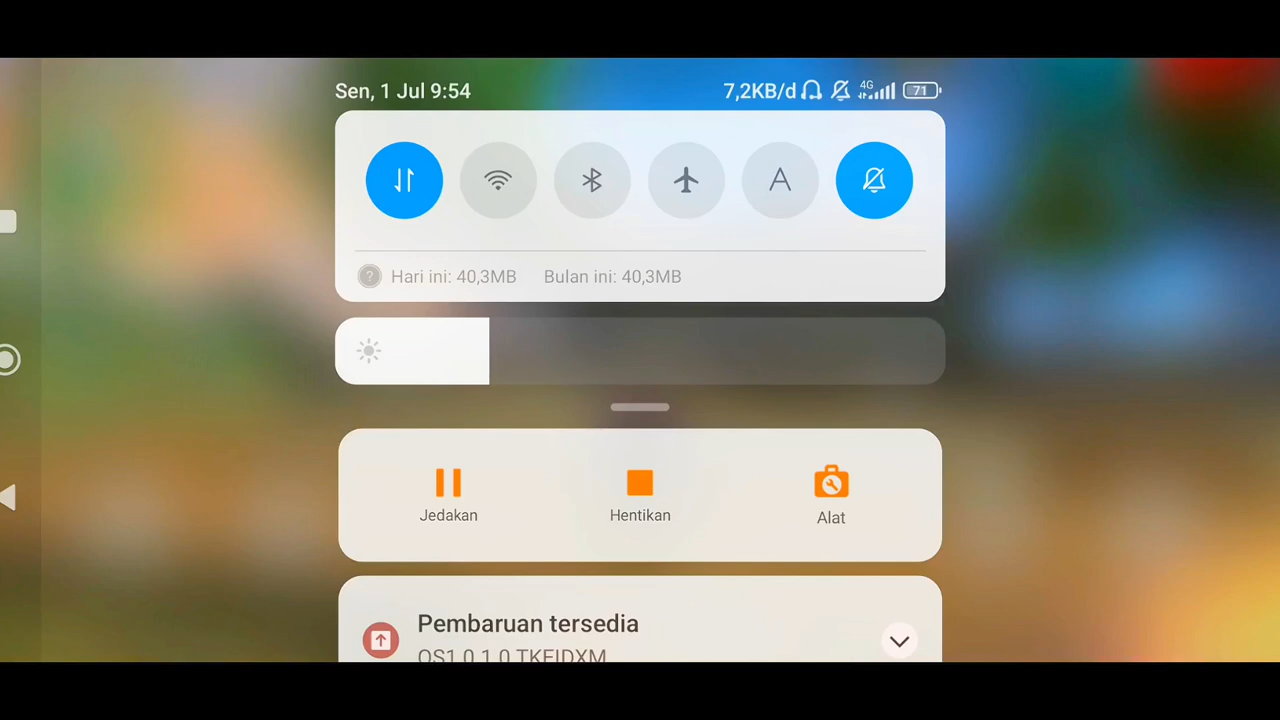 Sen, 1 Jul 9:54
7,2KB/d 4G 71
A
Hari ini: 40,3MB Bulan ini: 40,3MB
Jedakan Hentikan Alat
Pembaruan tersedia
OS1.0.1.0.TKEIDXM